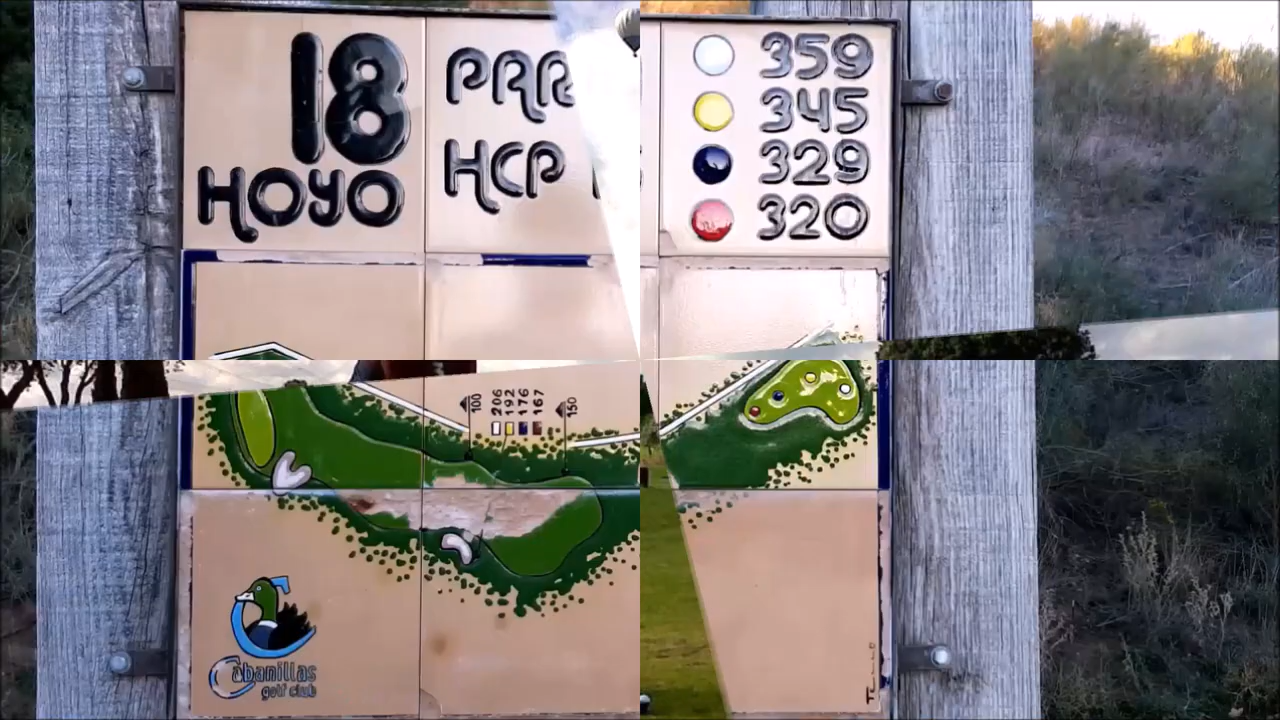 18
HOYO
PAR
HCP
359
345
329
320
100
206
192
176
167
150
Cabanillas
golf club